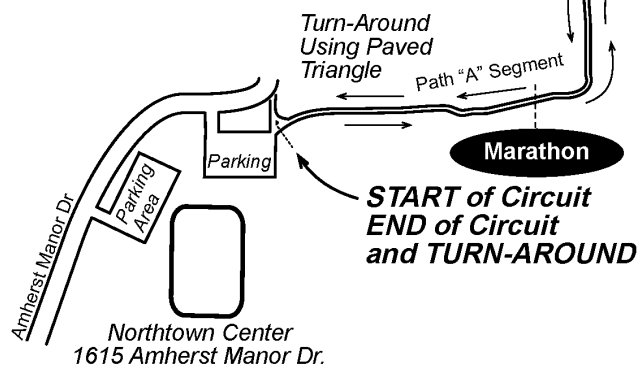 Turn-Around
Using Paved
Triangle
Path "A" Segment
Marathon
Parking
START of Circuit
END of Circuit
and TURN-AROUND
Parking
Area
Amherst Manor Dr
Northtown Center
1615 Amherst Manor Dr.